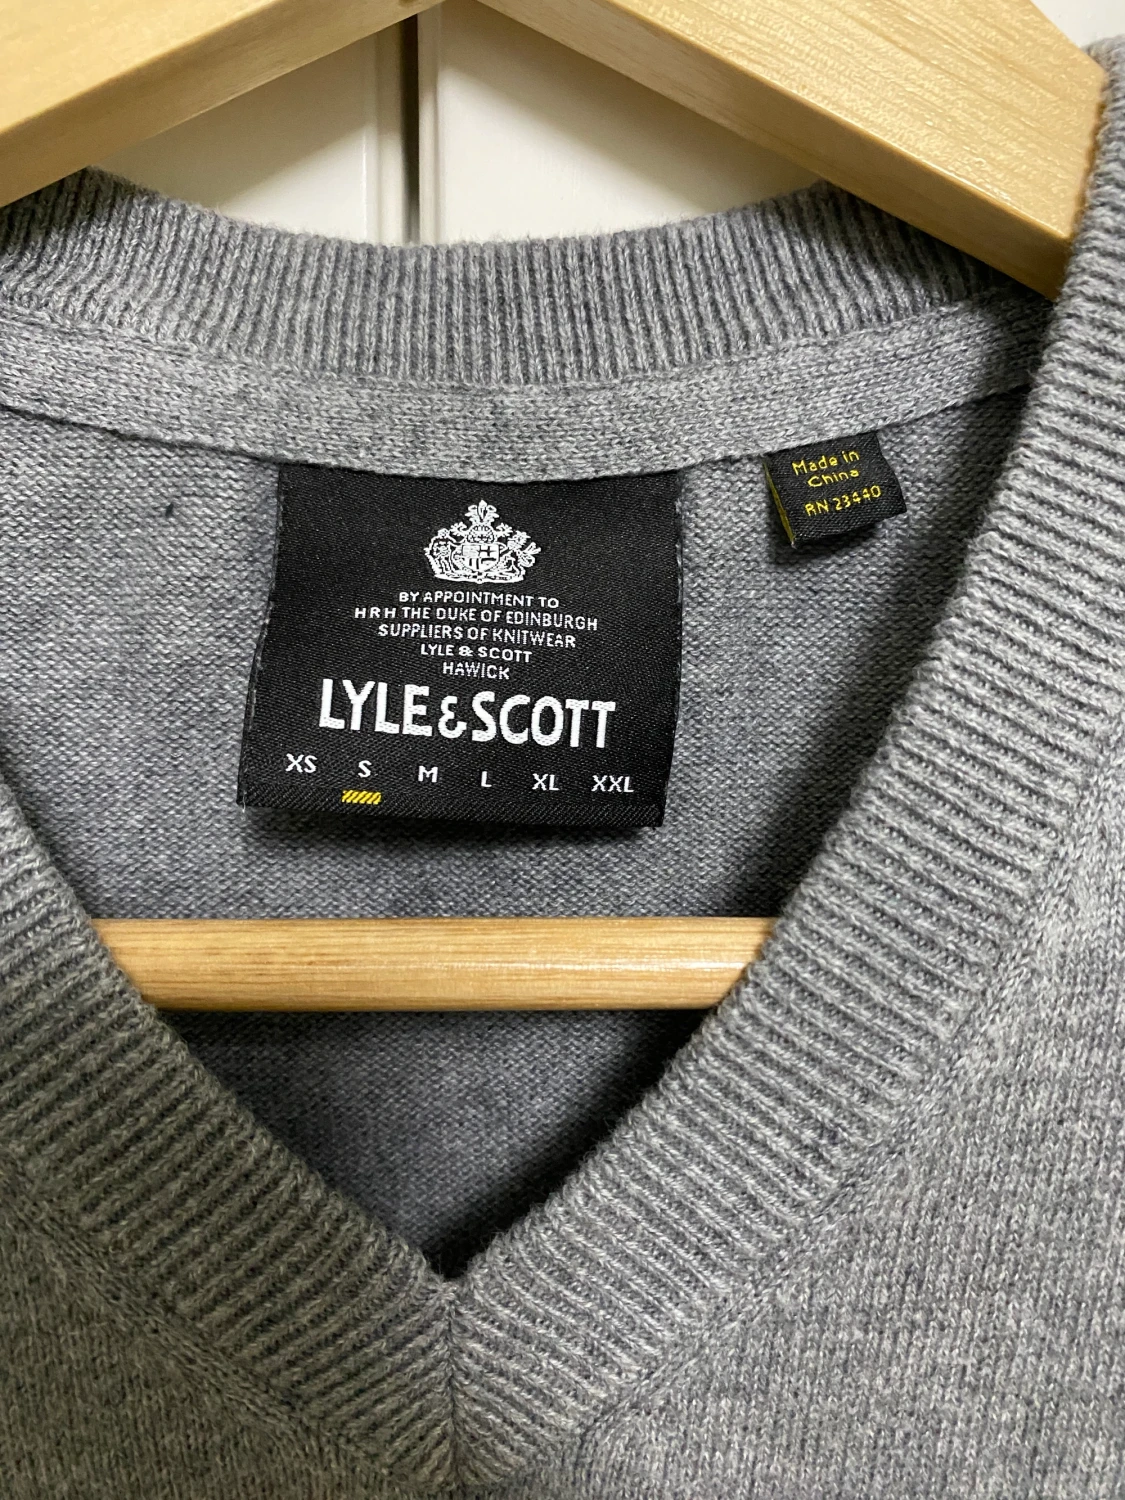 BY APPOINTMENT TO
HRH THE DUKE OF EDINBURGH
SUPPLIERS OF KNITWEAR
LYLE & SCOTT
HAWICK
LYLE & SCOTT
XS S M L XL XXL
Made in
China
RN 23440